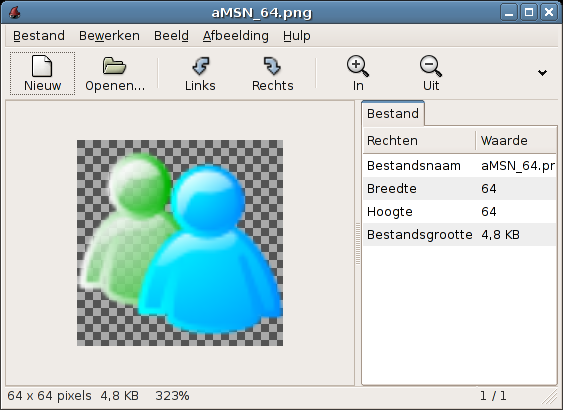 aMSN_64.png
Bestand Bewerken Beeld Afbeelding Hulp
Nieuw Openen... Links Rechts In Uit
Bestand
Rechten Waarde
Bestandsnaam aMSN_64.pr
Breedte 64
Hoogte 64
Bestandsgrootte 4,8 KB
64 x 64 pixels 4,8 KB 323% 1 / 1